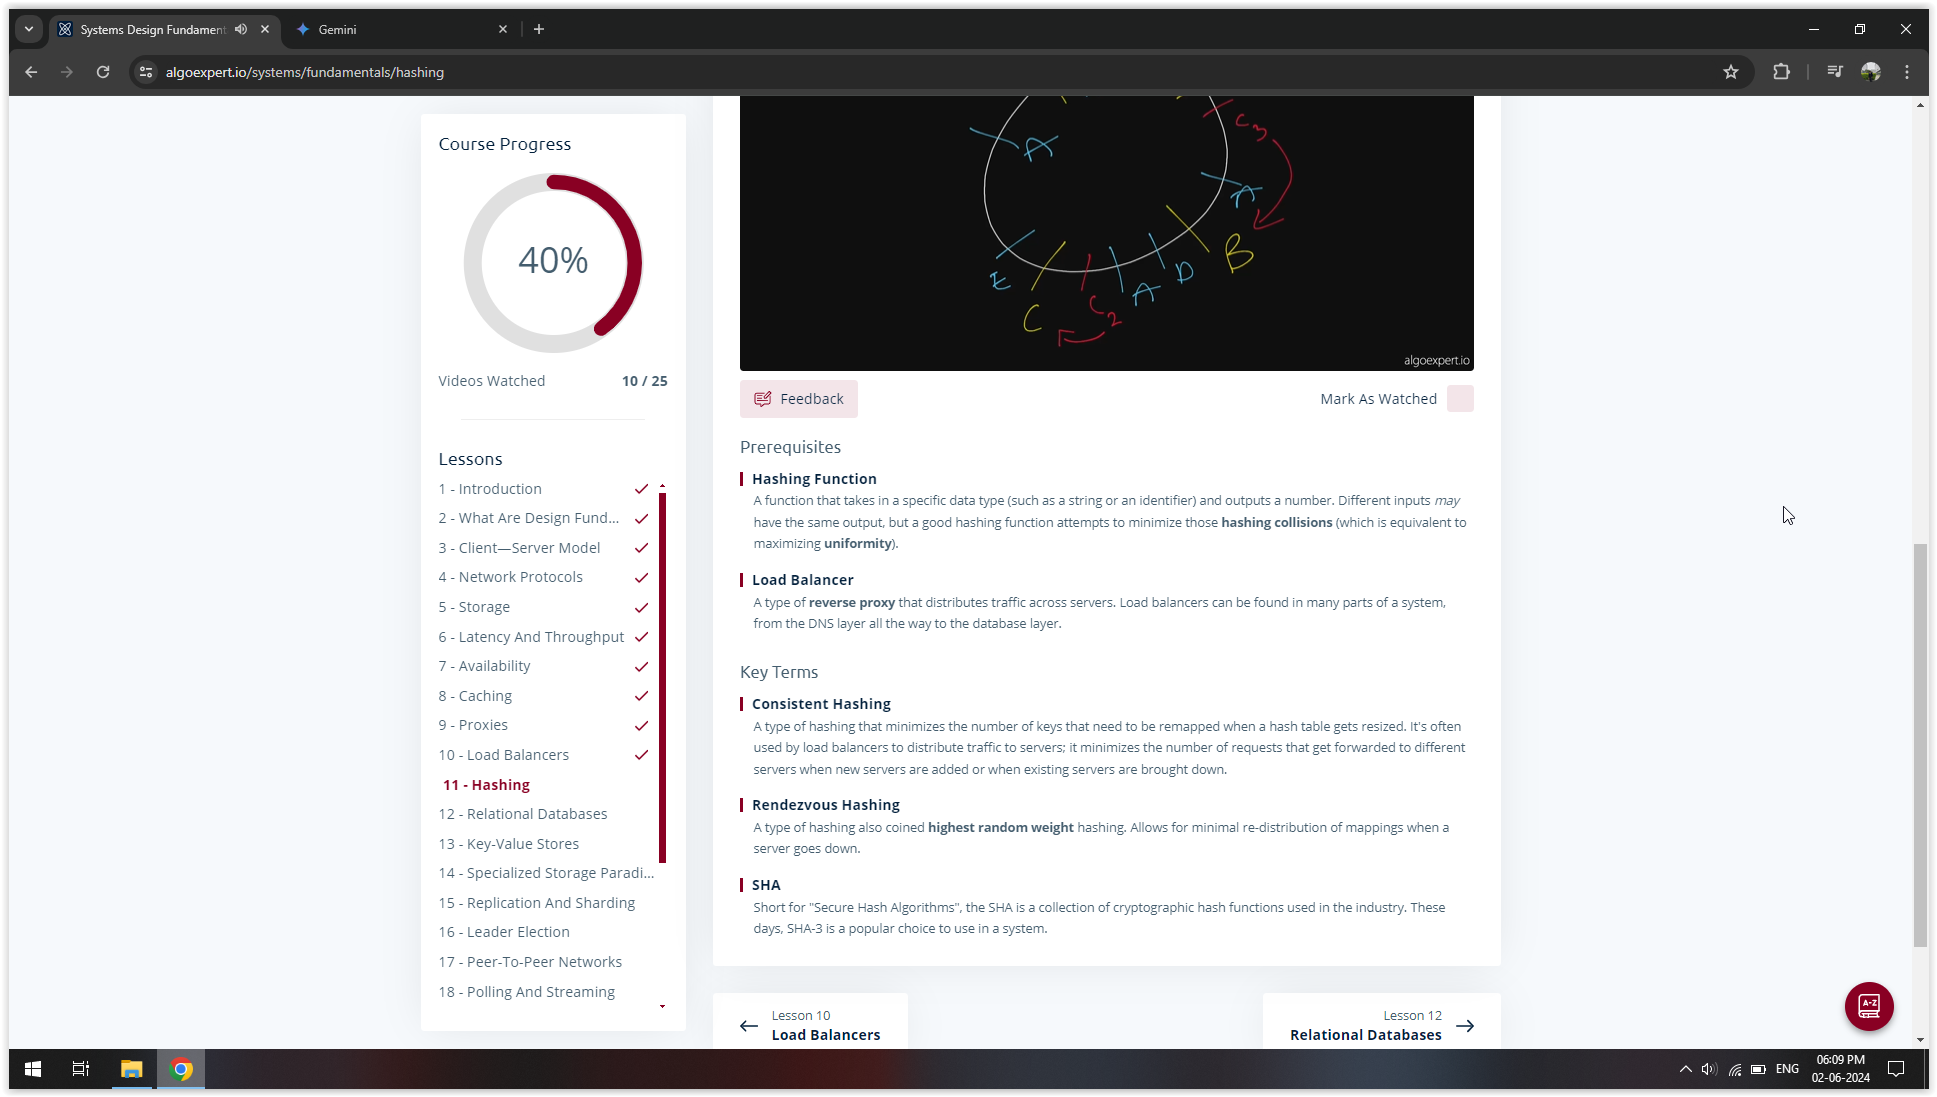 Systems Design Fundament
Gemini
algoexpert.io/systems/fundamentals/hashing
Course Progress
40%
Videos Watched 10 / 25
Lessons
1 - Introduction
2 - What Are Design Fund...
3 - Client—Server Model
4 - Network Protocols
5 - Storage
6 - Latency And Throughput
7 - Availability
8 - Caching
9 - Proxies
10 - Load Balancers
11 - Hashing
12 - Relational Databases
13 - Key-Value Stores
14 - Specialized Storage Paradi...
15 - Replication And Sharding
16 - Leader Election
17 - Peer-To-Peer Networks
18 - Polling And Streaming
C3
A
A
B
E
D
A
C2
C
algoexpert.io
Feedback
Mark As Watched
Prerequisites
Hashing Function
A function that takes in a specific data type (such as a string or an identifier) and outputs a number. Different inputs may
have the same output, but a good hashing function attempts to minimize those hashing collisions (which is equivalent to
maximizing uniformity).
Load Balancer
A type of reverse proxy that distributes traffic across servers. Load balancers can be found in many parts of a system,
from the DNS layer all the way to the database layer.
Key Terms
Consistent Hashing
A type of hashing that minimizes the number of keys that need to be remapped when a hash table gets resized. It's often
used by load balancers to distribute traffic to servers; it minimizes the number of requests that get forwarded to different
servers when new servers are added or when existing servers are brought down.
Rendezvous Hashing
A type of hashing also coined highest random weight hashing. Allows for minimal re-distribution of mappings when a
server goes down.
SHA
Short for "Secure Hash Algorithms", the SHA is a collection of cryptographic hash functions used in the industry. These
days, SHA-3 is a popular choice to use in a system.
Lesson 10
Load Balancers
Lesson 12
Relational Databases
A-Z
ENG
06:09 PM
02-06-2024